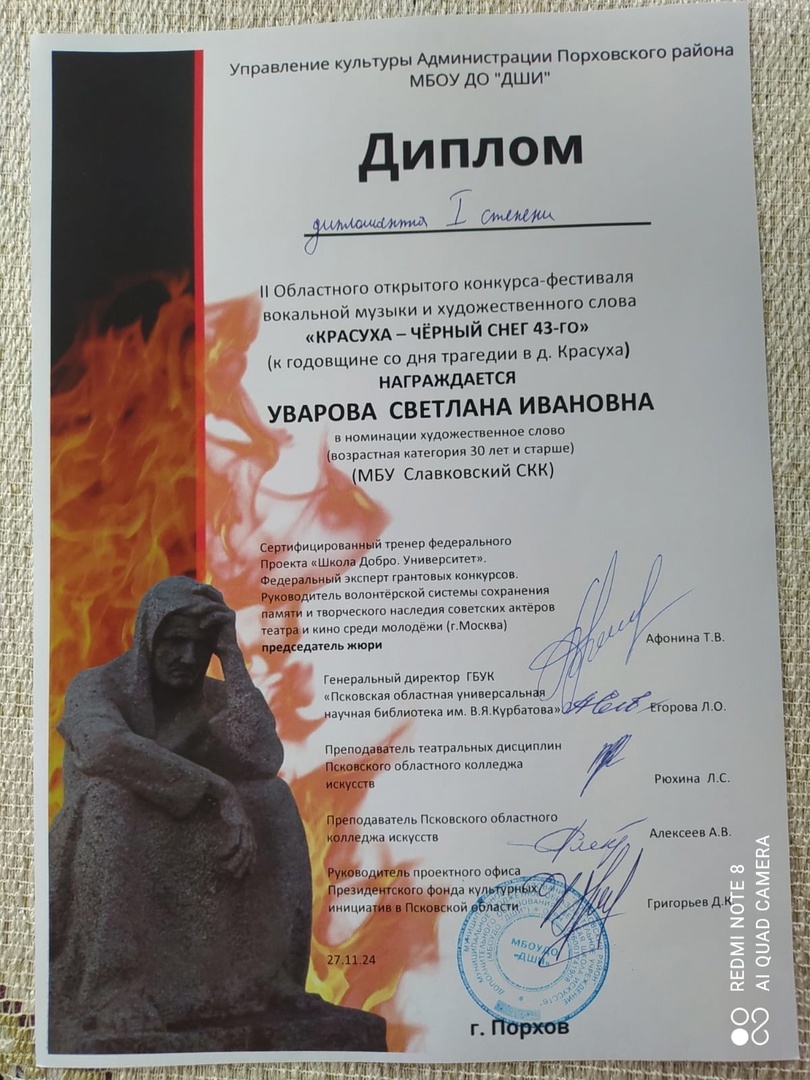 Управление культуры Администрации Порховского района
МБОУ ДО "ДШИ"
Диплом
дипломанта I степени
II Областного открытого конкурса-фестиваля
вокальной музыки и художественного слова
«КРАСУХА – ЧЁРНЫЙ СНЕГ 43-ГО»
(к годовщине со дня трагедии в д. Красуха)
НАГРАЖДАЕТСЯ
УВАРОВА СВЕТЛАНА ИВАНОВНА
в номинации художественное слово
(возрастная категория 30 лет и старше)
(МБУ Славковский СКК)
Сертифицированный тренер федерального
Проекта «Школа Добро. Университет».
Федеральный эксперт грантовых конкурсов.
Руководитель волонтёрской системы сохранения
памяти и творческого наследия советских актёров
театра и кино среди молодёжи (г.Москва)
председатель жюри
Афонина Т.В.
Генеральный директор ГБУК
«Псковская областная универсальная
научная библиотека им. В.Я.Курбатова»
Егорова Л.О.
Преподаватель театральных дисциплин
Псковского областного колледжа
искусств
Рюхина Л.С.
Преподаватель Псковского областного
колледжа искусств
Алексеев А.В.
Руководитель проектного офиса
Президентского фонда культурных
инициатив в Псковской области
Григорьев Д.К
27.11.24
МБОУДО
"ДШИ"
г. Порхов
REDMI NOTE 8
AI QUAD CAMERA